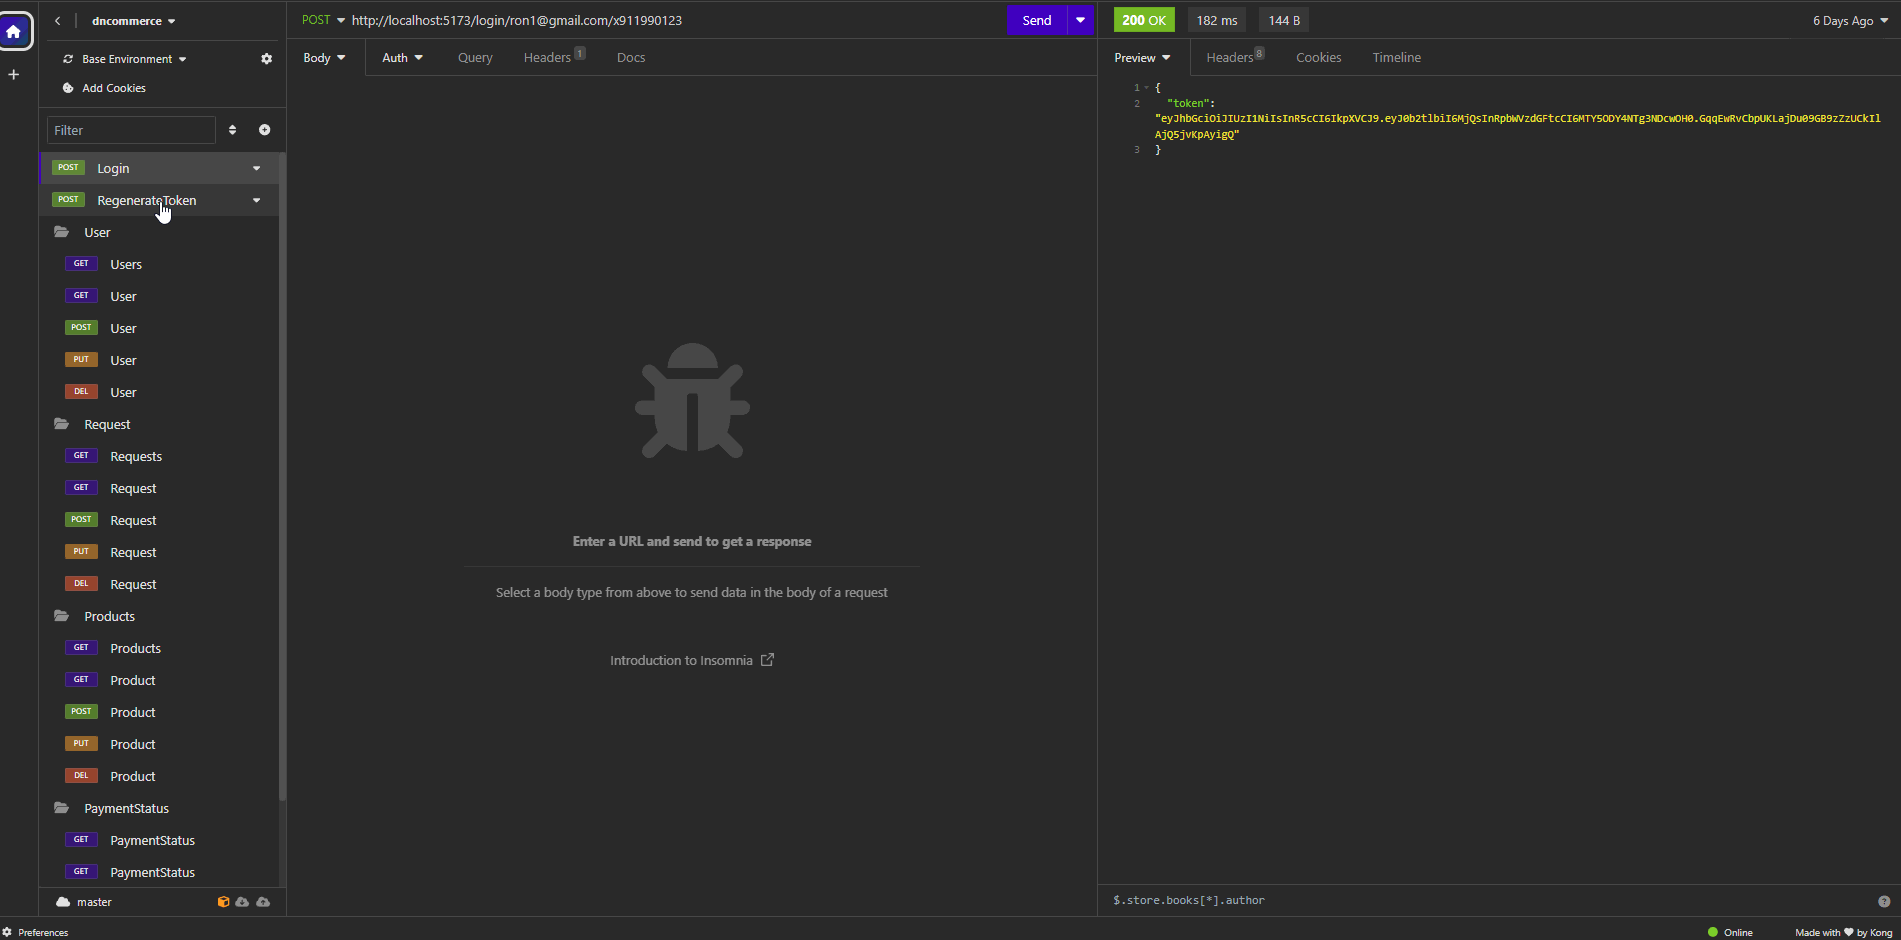 dncommerce
Base Environment
Add Cookies
Filter
POST Login
POST RegenerateToken
User
GET Users
GET User
POST User
PUT User
DEL User
Request
GET Requests
GET Request
POST Request
PUT Request
DEL Request
Products
GET Products
GET Product
POST Product
PUT Product
DEL Product
PaymentStatus
GET PaymentStatus
GET PaymentStatus
master
Preferences
POST http://localhost:5173/login/ron1@gmail.com/x911990123 Send
Body Auth Query Headers 1 Docs
Enter a URL and send to get a response
Select a body type from above to send data in the body of a request
Introduction to Insomnia
200 OK 182 ms 144 B 6 Days Ago
Preview Headers 8 Cookies Timeline
1 {
2 "token":
"eyJhbGciOiJIUzI1NiIsInR5cCI6IkpXVCJ9.eyJ0b2tlbiI6MjQsInRpbWVzdGFtcCI6MTY5ODY4NTg3NDcwOH0.GqqEwRvCbpUKLajDu09GB9zZzUCkIl
AjQ5jvKpAyigQ"
3 }
$.store.books[*].author
Online Made with ♥ by Kong